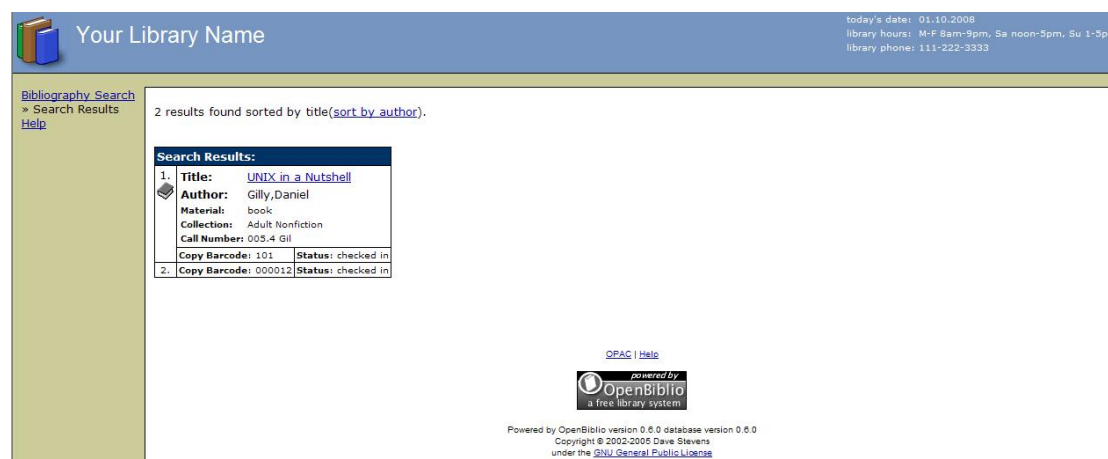 Your Library Name
today's date: 01.10.2008
library hours: M-F 8am-9pm, Sa noon-5pm, Su 1-5p
library phone: 111-222-3333
Bibliography Search
» Search Results
Help
2 results found sorted by title(sort by author).
Search Results:
1. Title: UNIX in a Nutshell
Author: Gilly,Daniel
Material: book
Collection: Adult Nonfiction
Call Number: 005.4 Gil
Copy Barcode: 101 Status: checked in
2. Copy Barcode: 000012 Status: checked in
OPAC | Help
powered by
OpenBiblio
a free library system
Powered by OpenBiblio version 0.6.0 database version 0.6.0
Copyright © 2002-2005 Dave Stevens
under the GNU General Public License